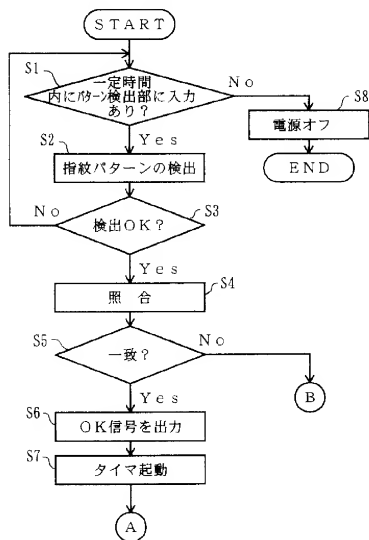 START
S1
一定時間
内にパターン検出部に入力
あり？
No
S8
電源オフ
END
Yes
S2
指紋パターンの検出
No
S3
検出OK？
Yes
S4
照 合
S5
一致？
No
B
Yes
S6
OK信号を出力
S7
タイマ起動
A